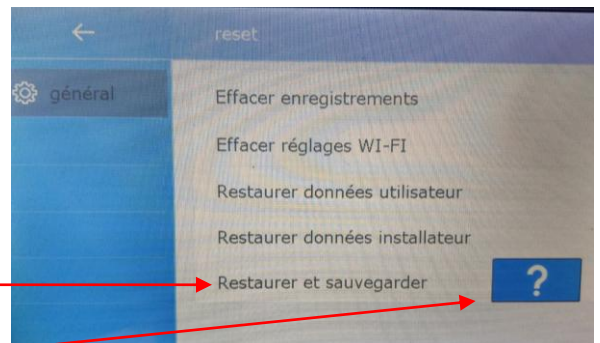 ←
reset
général
Effacer enregistrements
Effacer réglages WI-FI
Restaurer données utilisateur
Restaurer données installateur
Restaurer et sauvegarder
?